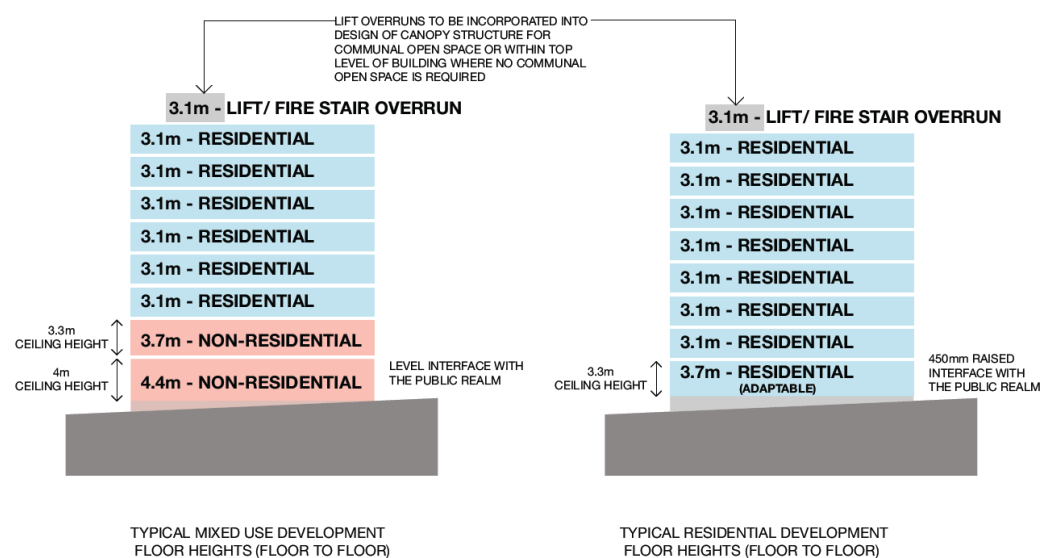 LIFT OVERRUNS TO BE INCORPORATED INTO
DESIGN OF CANOPY STRUCTURE FOR
COMMUNAL OPEN SPACE OR WITHIN TOP
LEVEL OF BUILDING WHERE NO COMMUNAL
OPEN SPACE IS REQUIRED
3.1m - LIFT/ FIRE STAIR OVERRUN
3.1m - RESIDENTIAL
3.1m - RESIDENTIAL
3.1m - RESIDENTIAL
3.1m - RESIDENTIAL
3.1m - RESIDENTIAL
3.1m - RESIDENTIAL
3.3m
CEILING HEIGHT
3.7m - NON-RESIDENTIAL
4m
CEILING HEIGHT
4.4m - NON-RESIDENTIAL
LEVEL INTERFACE WITH
THE PUBLIC REALM
TYPICAL MIXED USE DEVELOPMENT
FLOOR HEIGHTS (FLOOR TO FLOOR)
3.1m - LIFT/ FIRE STAIR OVERRUN
3.1m - RESIDENTIAL
3.1m - RESIDENTIAL
3.1m - RESIDENTIAL
3.1m - RESIDENTIAL
3.1m - RESIDENTIAL
3.1m - RESIDENTIAL
3.1m - RESIDENTIAL
3.3m
CEILING HEIGHT
3.7m - RESIDENTIAL
(ADAPTABLE)
450mm RAISED
INTERFACE WITH
THE PUBLIC REALM
TYPICAL RESIDENTIAL DEVELOPMENT
FLOOR HEIGHTS (FLOOR TO FLOOR)